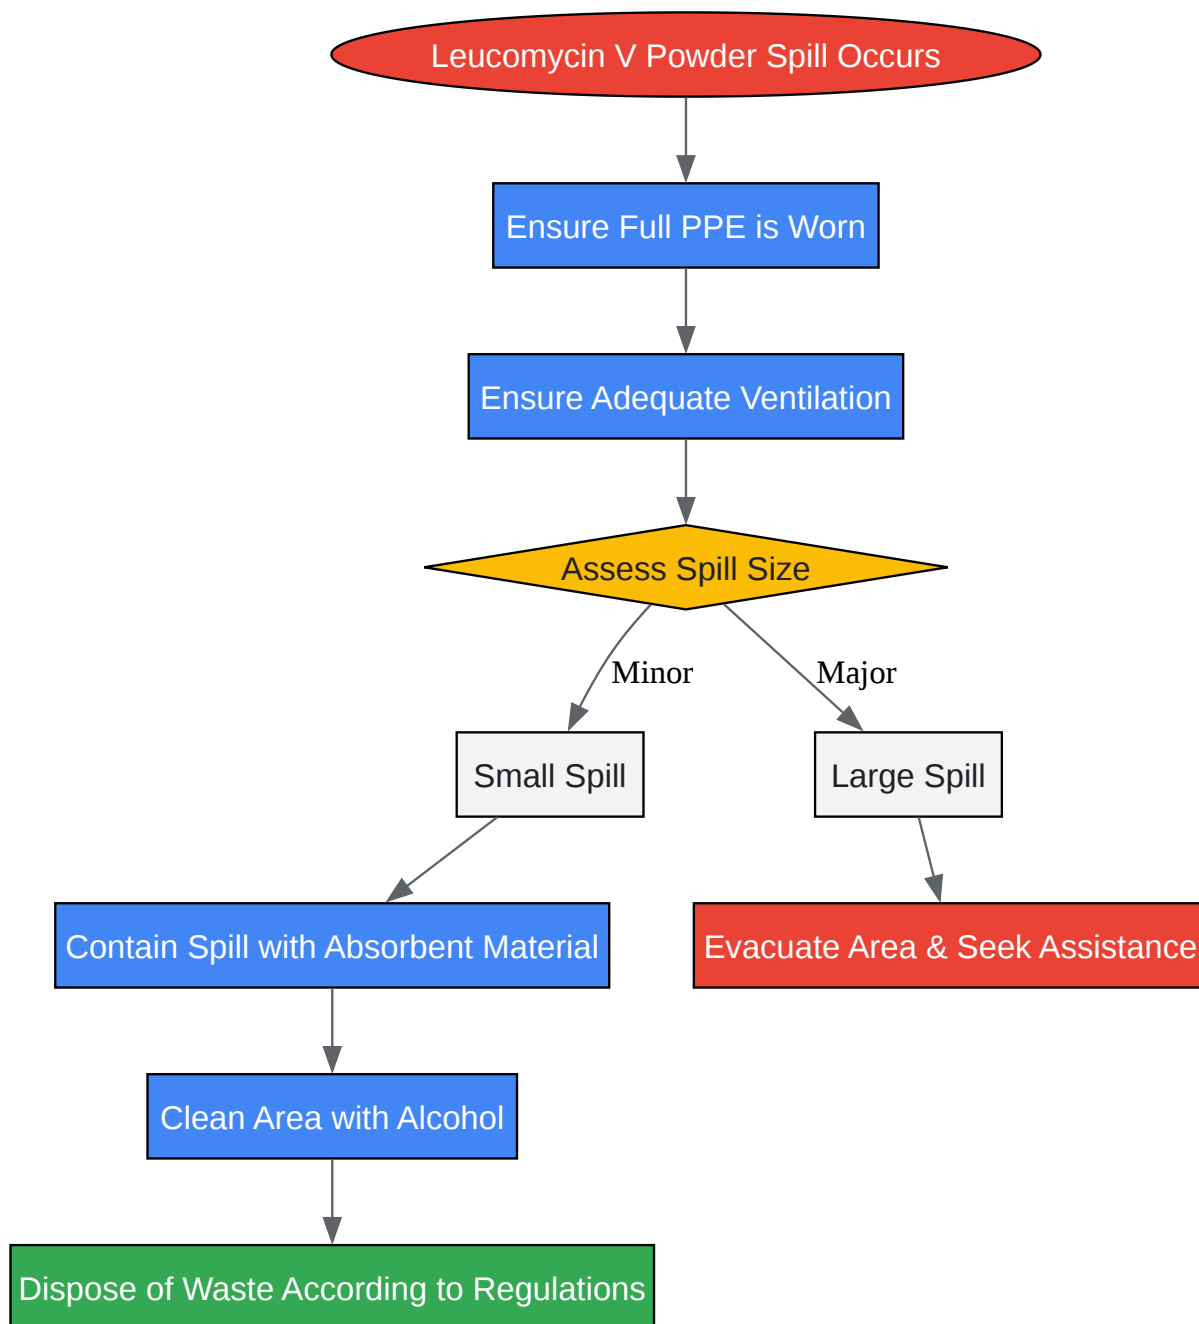 Leucomycin V Powder Spill Occurs
Ensure Full PPE is Worn
Ensure Adequate Ventilation
Assess Spill Size
Minor
Major
Small Spill
Large Spill
Contain Spill with Absorbent Material
Evacuate Area & Seek Assistance
Clean Area with Alcohol
Dispose of Waste According to Regulations